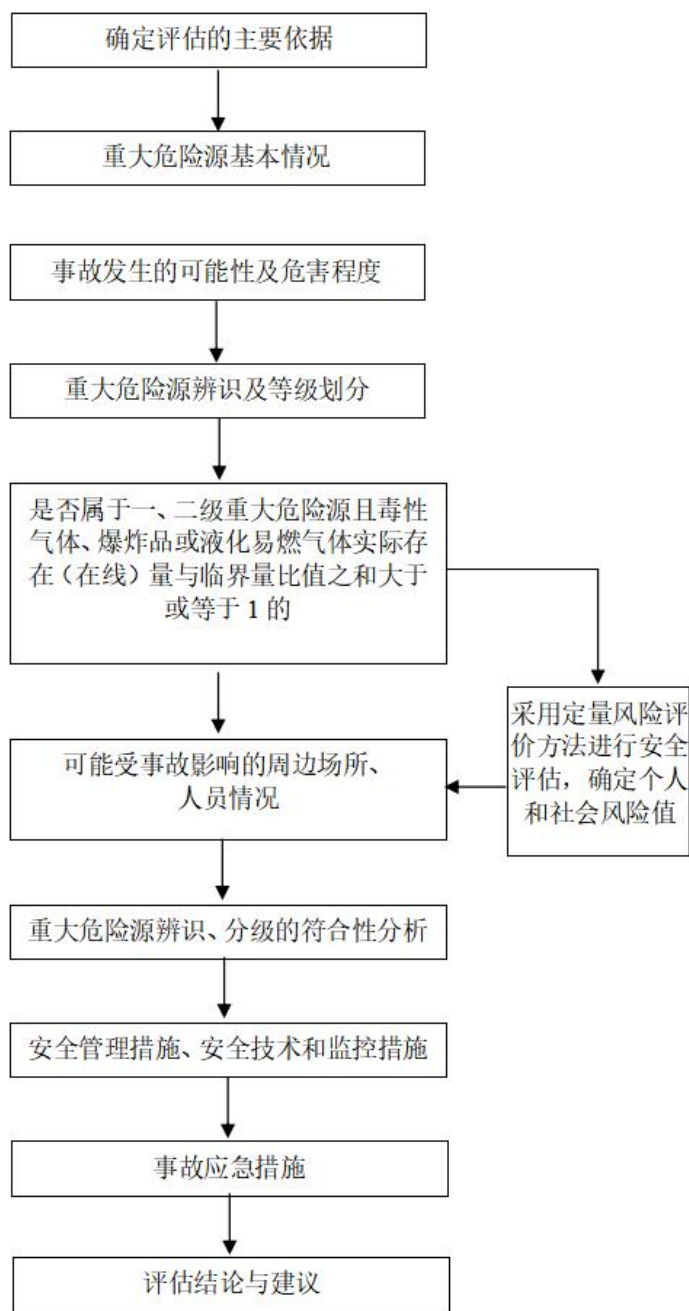 确定评估的主要依据
重大危险源基本情况
事故发生的可能性及危害程度
重大危险源辨识及等级划分
是否属于一、二级重大危险源且毒性
气体、爆炸品或液化易燃气体实际存
在（在线）量与临界量比值之和大于
或等于 1 的
采用定量风险评
价方法进行安全
评估，确定个人
和社会风险值
可能受事故影响的周边场所、
人员情况
重大危险源辨识、分级的符合性分析
安全管理措施、安全技术和监控措施
事故应急措施
评估结论与建议